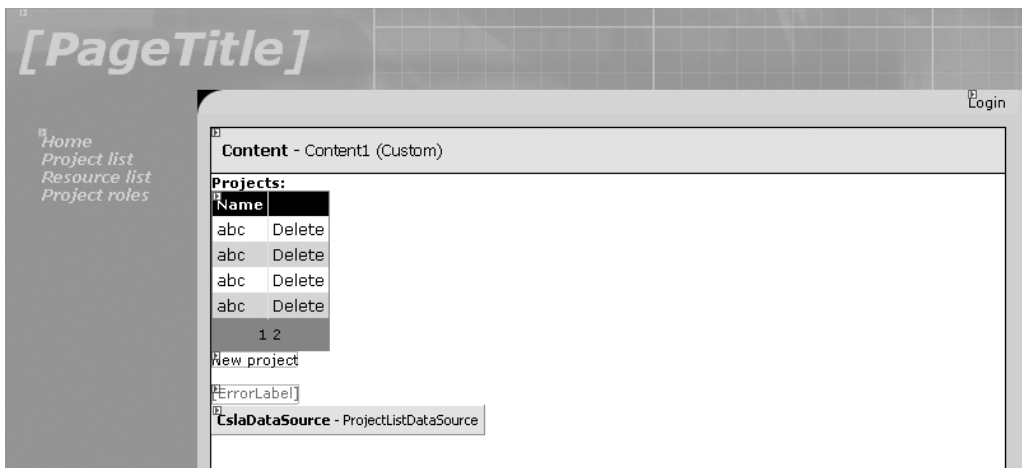 [PageTitle]
Login
Home
Project list
Resource list
Project roles
Content - Content1 (Custom)
Projects:
Name
abc Delete
abc Delete
abc Delete
abc Delete
1 2
New project
[ErrorLabel]
CslaDataSource - ProjectListDataSource